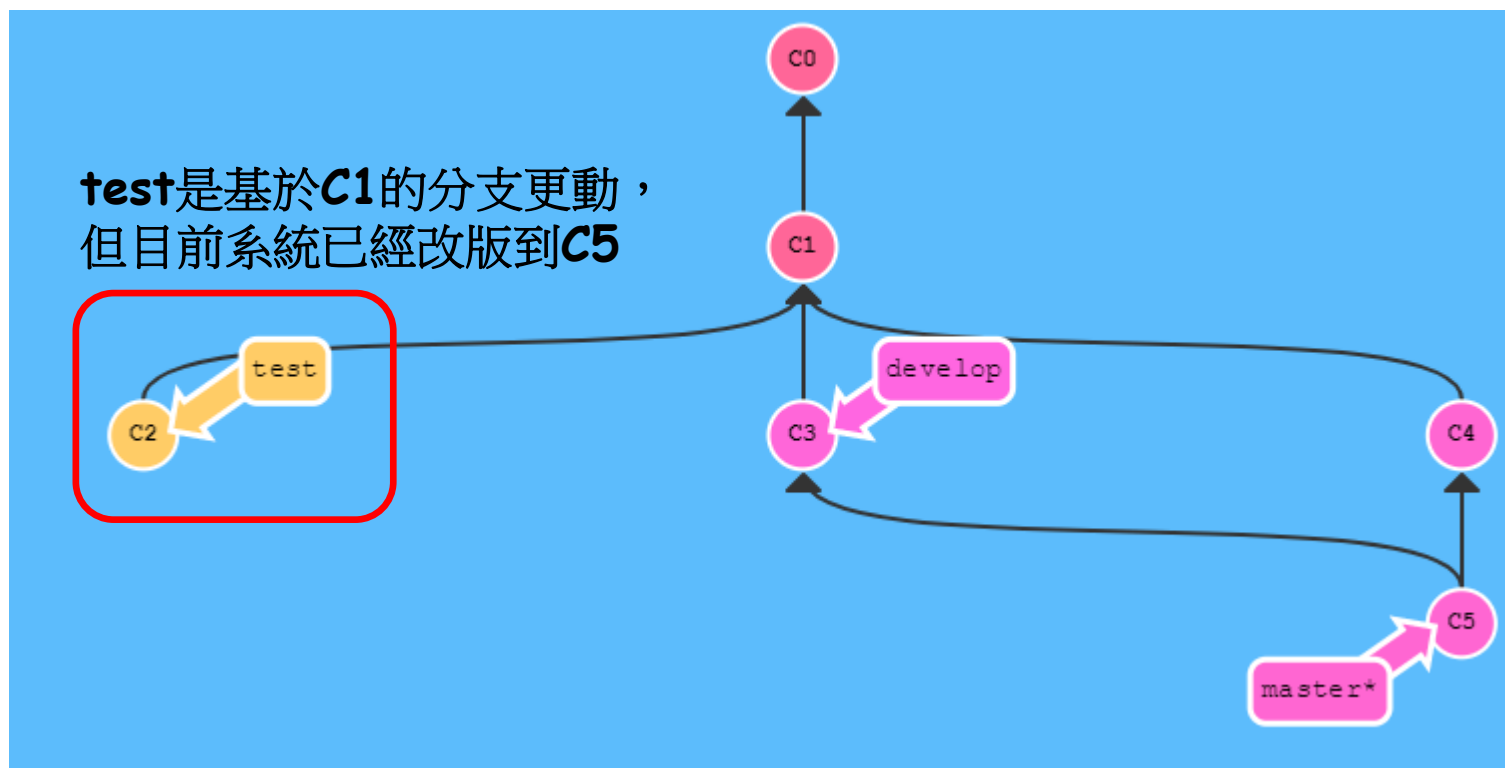 C0
test是基於C1的分支更動，
但目前系統已經改版到C5
C1
test
develop
C2
C3
C4
C5
master*